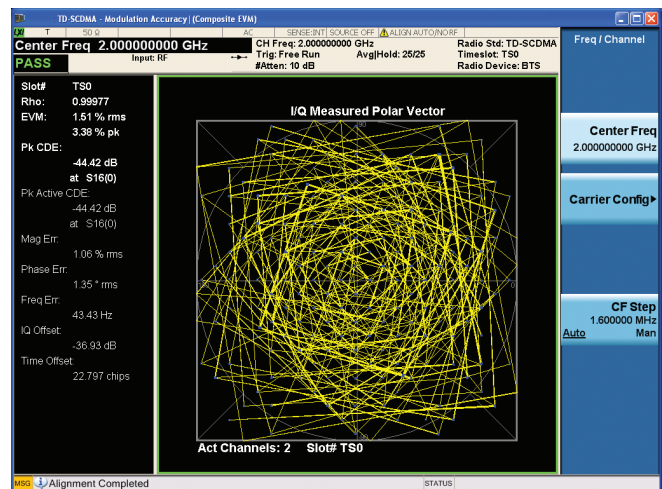 TD-SCDMA - Modulation Accuracy| (Composite EVM)
LXI T 50 Ω AC SENSE:INT SOURCE OFF ALIGN AUTO/NO RF
Center Freq 2.000000000 GHz
CH Freq: 2.000000000 GHz
Radio Std: TD-SCDMA
PASS
Input: RF
Trig: Free Run
Avg|Hold: 25/25
Timeslot: TS0
#Atten: 10 dB
Radio Device: BTS
Slot# TS0
Rho: 0.99977
EVM: 1.51 % rms
3.38 % pk
Pk CDE:
-44.42 dB
at S16(0)
Pk Active CDE:
-44.42 dB
at S16(0)
Mag Err:
1.06 % rms
Phase Err:
1.35 ° rms
Freq Err:
43.43 Hz
IQ Offset:
-36.93 dB
Time Offset:
22.797 chips
I/Q Measured Polar Vector
90
0
Act Channels: 2 Slot# TS0
Freq / Channel
Center Freq
2.000000000 GHz
Carrier Config
CF Step
1.600000 MHz
Auto Man
MSG Alignment Completed
STATUS